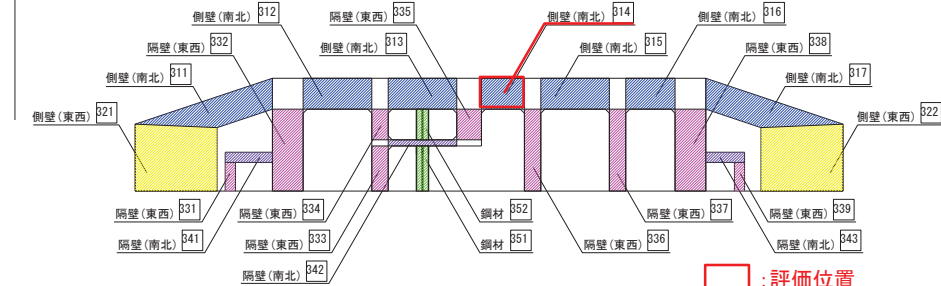 側壁(南北) 312
隔壁(東西) 335
側壁(南北) 314
側壁(南北) 316
隔壁(東西) 332
側壁(南北) 313
側壁(南北) 315
隔壁(東西) 338
側壁(南北) 311
側壁(南北) 317
側壁(東西) 321
側壁(東西) 322
隔壁(東西) 331
隔壁(東西) 334
鋼材 352
隔壁(東西) 337
隔壁(東西) 339
隔壁(南北) 341
隔壁(東西) 333
鋼材 351
隔壁(東西) 336
隔壁(南北) 343
隔壁(南北) 342
:評価位置